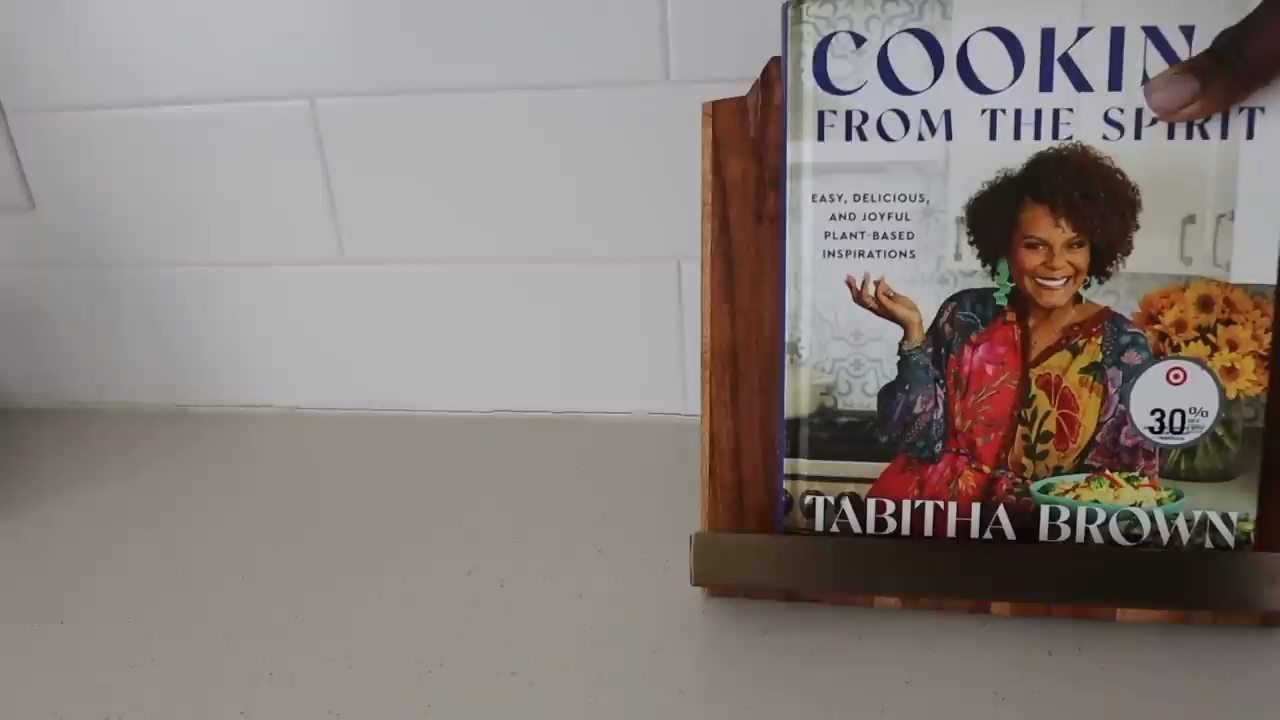 COOKIN
FROM THE SPIRIT
EASY, DELICIOUS,
AND JOYFUL
PLANT-BASED
INSPIRATIONS
30%
TABITHA BROWN